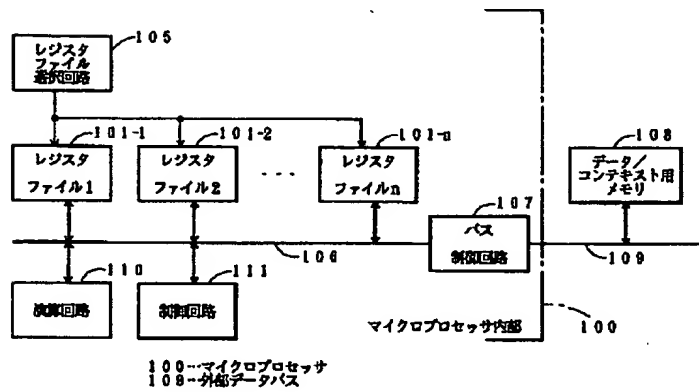 105
レジスタ
ファイル
選択回路
101-1
101-2
101-n
レジスタ
ファイル1
レジスタ
ファイル2
...
レジスタ
ファイルn
108
データ/
コンテキスト用
メモリ
107
バス
制御回路
106
109
110
111
演算回路
制御回路
マイクロプロセッサ内部
100
100…マイクロプロセッサ
109…外部データバス